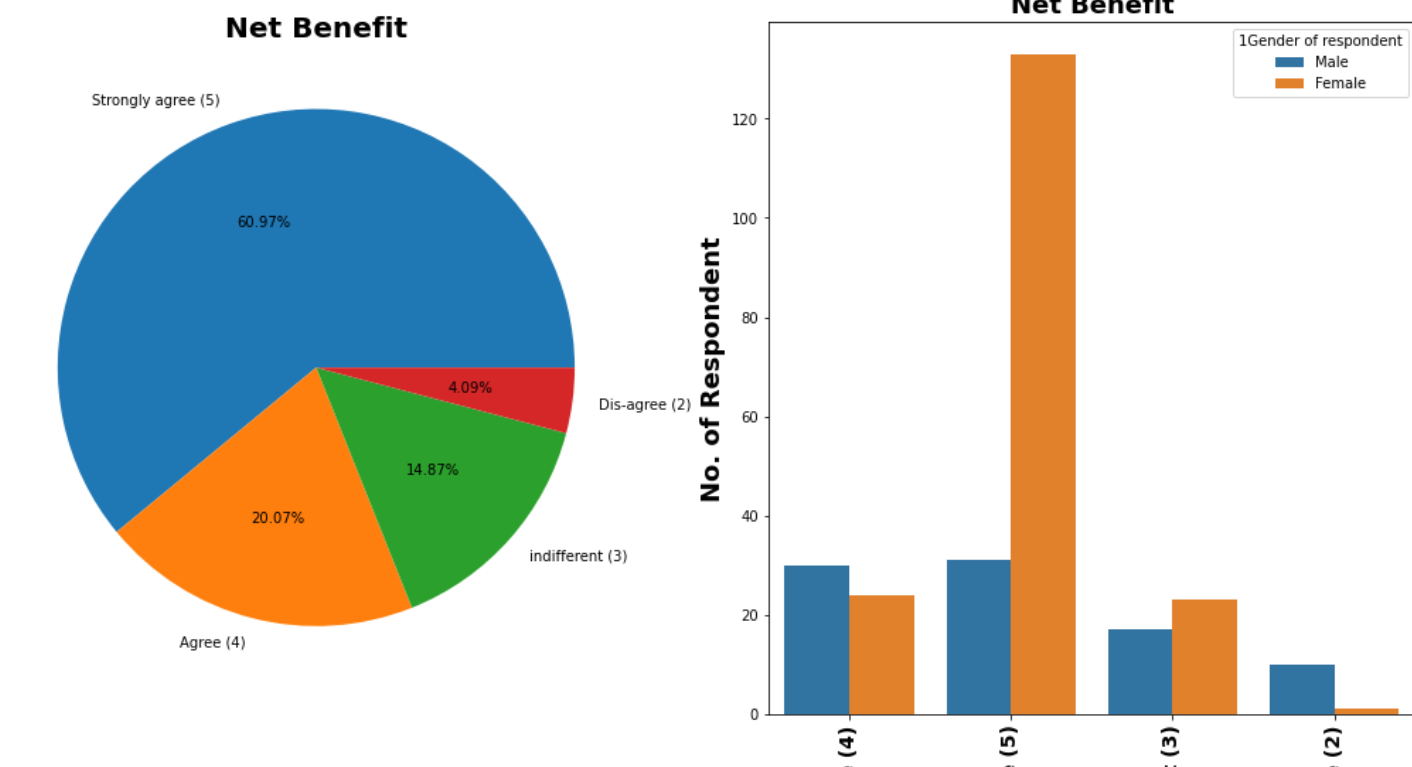 Net Benefit
Strongly agree (5)
60.97%
4.09%
Dis-agree (2)
14.87%
20.07%
indifferent (3)
Agree (4)
Net Benefit
1Gender of respondent
Male
Female
No. of Respondent
120
100
80
60
40
20
0
(4)
(5)
(3)
(2)